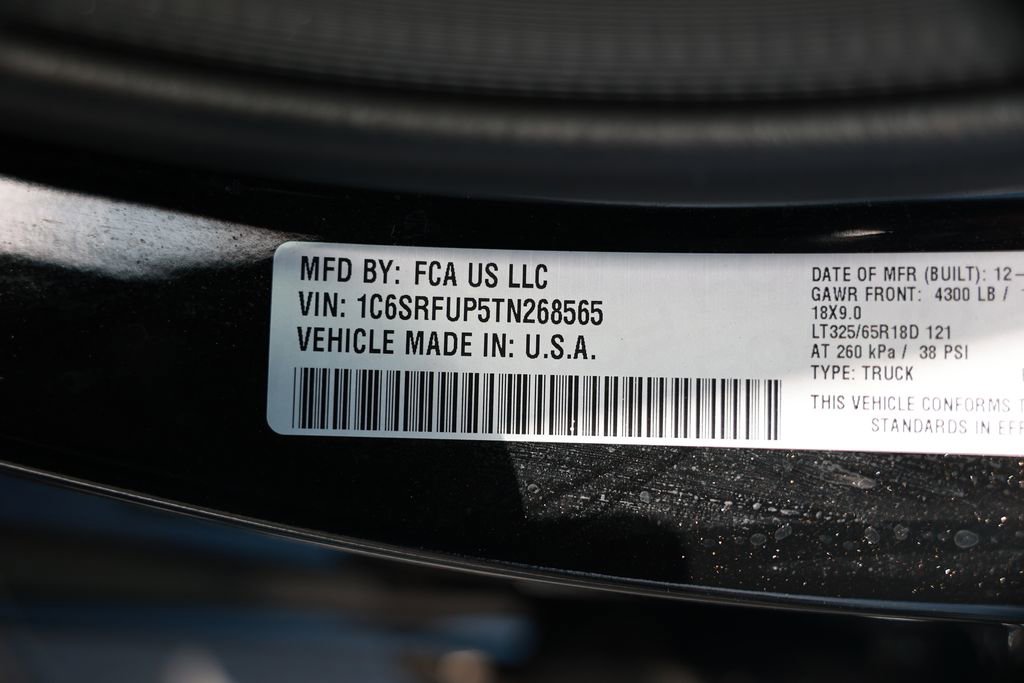 MFD BY: FCA US LLC
VIN: 1C6SRFUP5TN268565
VEHICLE MADE IN: U.S.A.
DATE OF MFR (BUILT): 12-
GAWR FRONT: 4300 LB /
18X9.0
LT325/65R18D 121
AT 260 kPa / 38 PSI
TYPE: TRUCK
THIS VEHICLE CONFORMS
STANDARDS IN